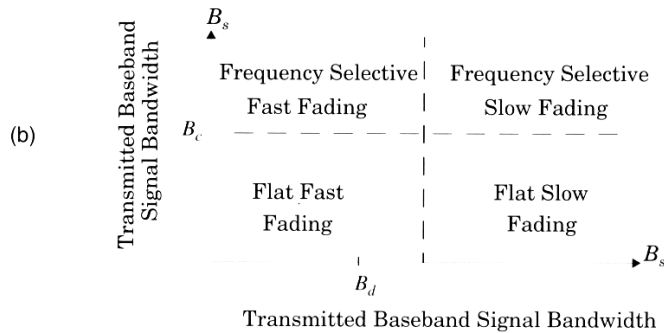 B_s
Transmitted Baseband
Signal Bandwidth
Frequency Selective
Fast Fading
Frequency Selective
Slow Fading
(b)
B_c
Flat Fast
Fading
Flat Slow
Fading
B_s
B_d
Transmitted Baseband Signal Bandwidth